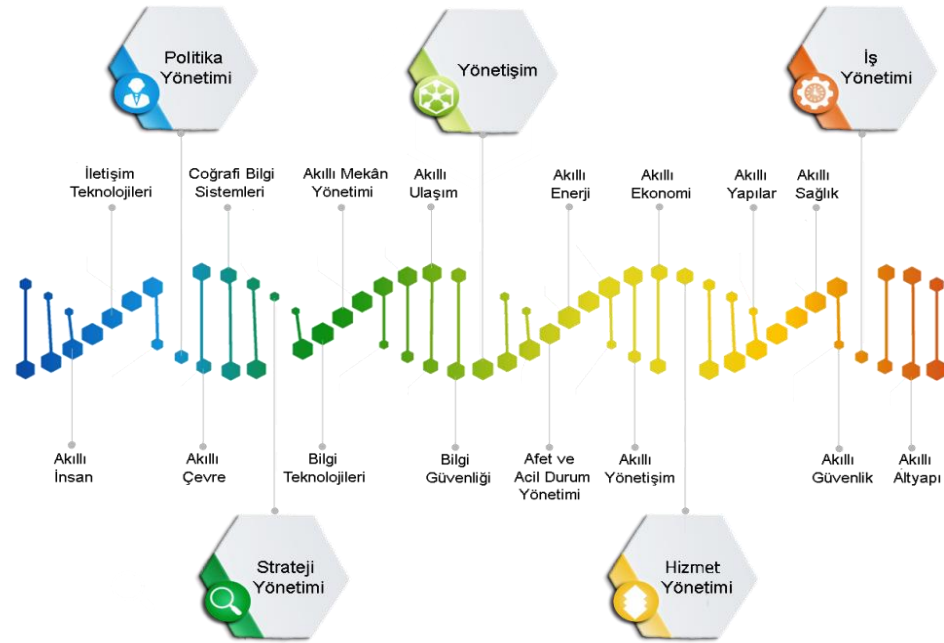 Politika
Yönetimi
Yönetişim
İş
Yönetimi
İletişim
Teknolojileri
Coğrafi Bilgi
Sistemleri
Akıllı Mekân
Yönetimi
Akıllı
Ulaşım
Akıllı
Enerji
Akıllı
Ekonomi
Akıllı
Yapılar
Akıllı
Sağlık
Akıllı
İnsan
Akıllı
Çevre
Bilgi
Teknolojileri
Bilgi
Güvenliği
Afet ve
Acil Durum
Yönetimi
Akıllı
Yönetişim
Akıllı
Güvenlik
Akıllı
Altyapı
Strateji
Yönetimi
Hizmet
Yönetimi